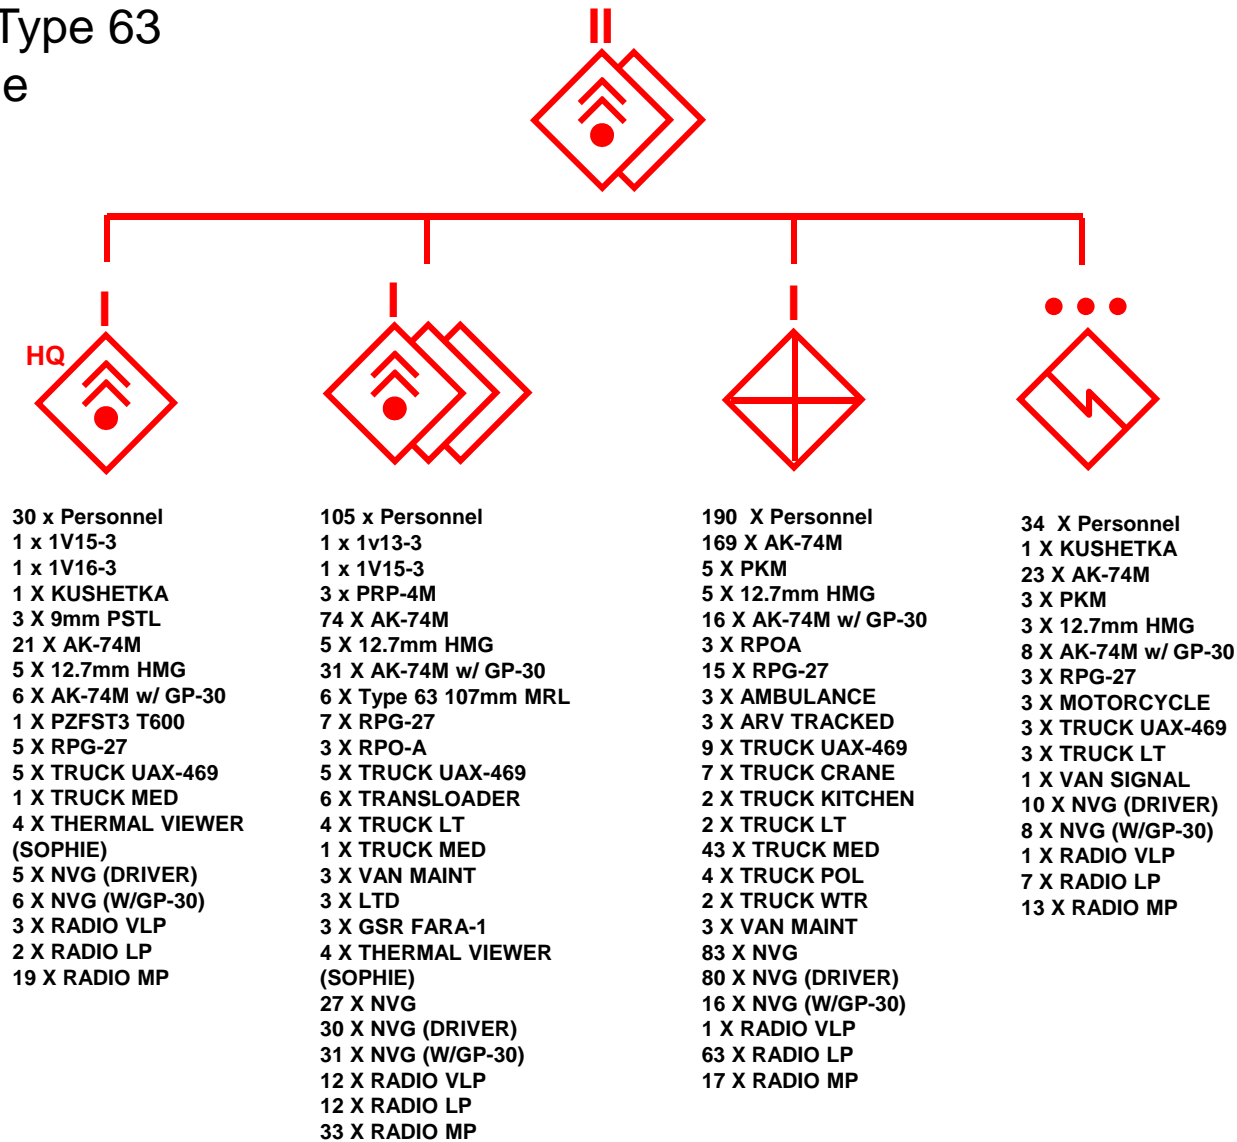 Type 63
e
HQ
30 x Personnel
1 x 1V15-3
1 x 1V16-3
1 X KUSHETKA
3 X 9mm PSTL
21 X AK-74M
5 X 12.7mm HMG
6 X AK-74M w/ GP-30
1 X PZFST3 T600
5 X RPG-27
5 X TRUCK UAX-469
1 X TRUCK MED
4 X THERMAL VIEWER
(SOPHIE)
5 X NVG (DRIVER)
6 X NVG (W/GP-30)
3 X RADIO VLP
2 X RADIO LP
19 X RADIO MP
105 x Personnel
1 x 1v13-3
1 x 1V15-3
3 x PRP-4M
74 X AK-74M
5 X 12.7mm HMG
31 X AK-74M w/ GP-30
6 X Type 63 107mm MRL
7 X RPG-27
3 X RPO-A
5 X TRUCK UAX-469
6 X TRANSLOADER
4 X TRUCK LT
1 X TRUCK MED
3 X VAN MAINT
3 X LTD
3 X GSR FARA-1
4 X THERMAL VIEWER
(SOPHIE)
27 X NVG
30 X NVG (DRIVER)
31 X NVG (W/GP-30)
12 X RADIO VLP
12 X RADIO LP
33 X RADIO MP
190 X Personnel
169 X AK-74M
5 X PKM
5 X 12.7mm HMG
16 X AK-74M w/ GP-30
3 X RPOA
15 X RPG-27
3 X AMBULANCE
3 X ARV TRACKED
9 X TRUCK UAX-469
7 X TRUCK CRANE
2 X TRUCK KITCHEN
2 X TRUCK LT
43 X TRUCK MED
4 X TRUCK POL
2 X TRUCK WTR
3 X VAN MAINT
83 X NVG
80 X NVG (DRIVER)
16 X NVG (W/GP-30)
1 X RADIO VLP
63 X RADIO LP
17 X RADIO MP
34 X Personnel
1 X KUSHETKA
23 X AK-74M
3 X PKM
3 X 12.7mm HMG
8 X AK-74M w/ GP-30
3 X RPG-27
3 X MOTORCYCLE
3 X TRUCK UAX-469
3 X TRUCK LT
1 X VAN SIGNAL
10 X NVG (DRIVER)
8 X NVG (W/GP-30)
1 X RADIO VLP
7 X RADIO LP
13 X RADIO MP